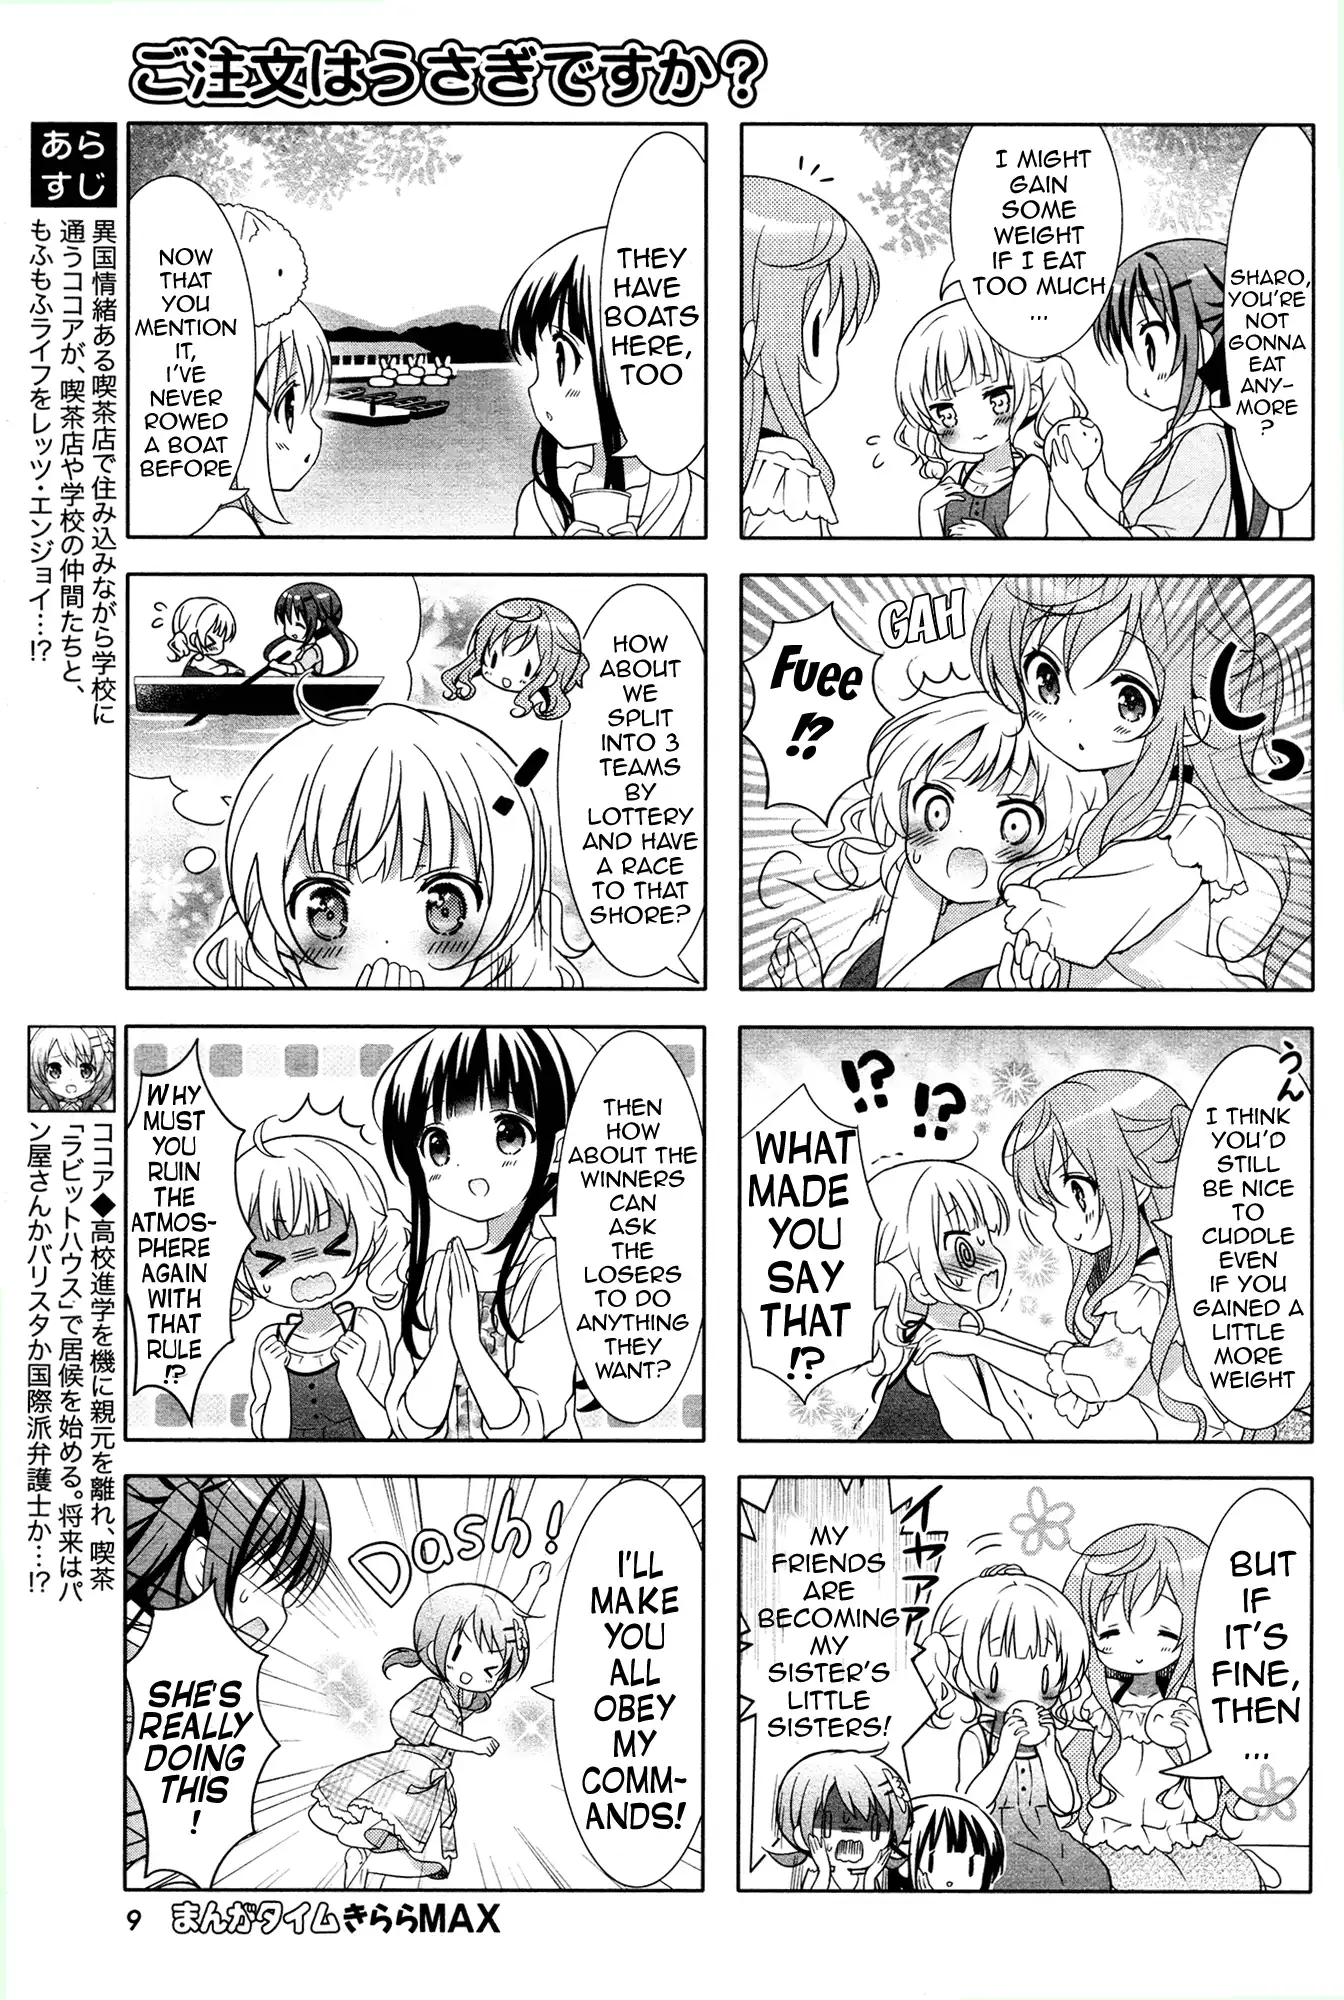 ご注文はうさぎですか？
あら
すじ
異国情緒ある喫茶店で住み込みながら学校に
通うココアが、喫茶店や学校の仲間たちと、
もふもふライフをレッツ・エンジョイ…!?
SHARO,
YOU'RE
NOT
GONNA
EAT
ANY-
MORE?
I MIGHT
GAIN
SOME
WEIGHT
IF I EAT
TOO MUCH
...
GAH
FUEE
!?
しっ
うん
I THINK
YOU'D
STILL
BE NICE
TO
CUDDLE
EVEN
IF YOU
GAINED A
LITTLE
MORE
WEIGHT
!?
!?
WHAT
MADE
YOU
SAY
THAT
!?
BUT IF
IT'S
FINE,
THEN
...
イヤアアア
MY
FRIENDS
ARE
BECOMING
MY
SISTER'S
LITTLE
SISTERS!
THEY
HAVE
BOATS
HERE,
TOO
NOW
THAT
YOU
MENTION
IT,
I'VE
NEVER
ROWED
A BOAT
BEFORE
HOW
ABOUT
WE
SPLIT
INTO 3
TEAMS
BY
LOTTERY
AND HAVE
A RACE
TO THAT
SHORE?
THEN
HOW
ABOUT THE
WINNERS
CAN
ASK
THE
LOSERS
TO DO
ANYTHING
THEY
WANT?
WHY
MUST
YOU
RUIN
THE
ATMOS-
PHERE
AGAIN
WITH
THAT
RULE
!?
I'LL
MAKE
YOU
ALL
OBEY
MY
COMM-
ANDS!
Dash!
SHE'S
REALLY
DOING
THIS
!
ココア◆高校進学を機に親元を離れ、喫茶
「ラビットハウス」で居候を始める。将来はパ
ン屋さんかバリスタか国際派弁護士か…!?
9 まんがタイムきららMAX